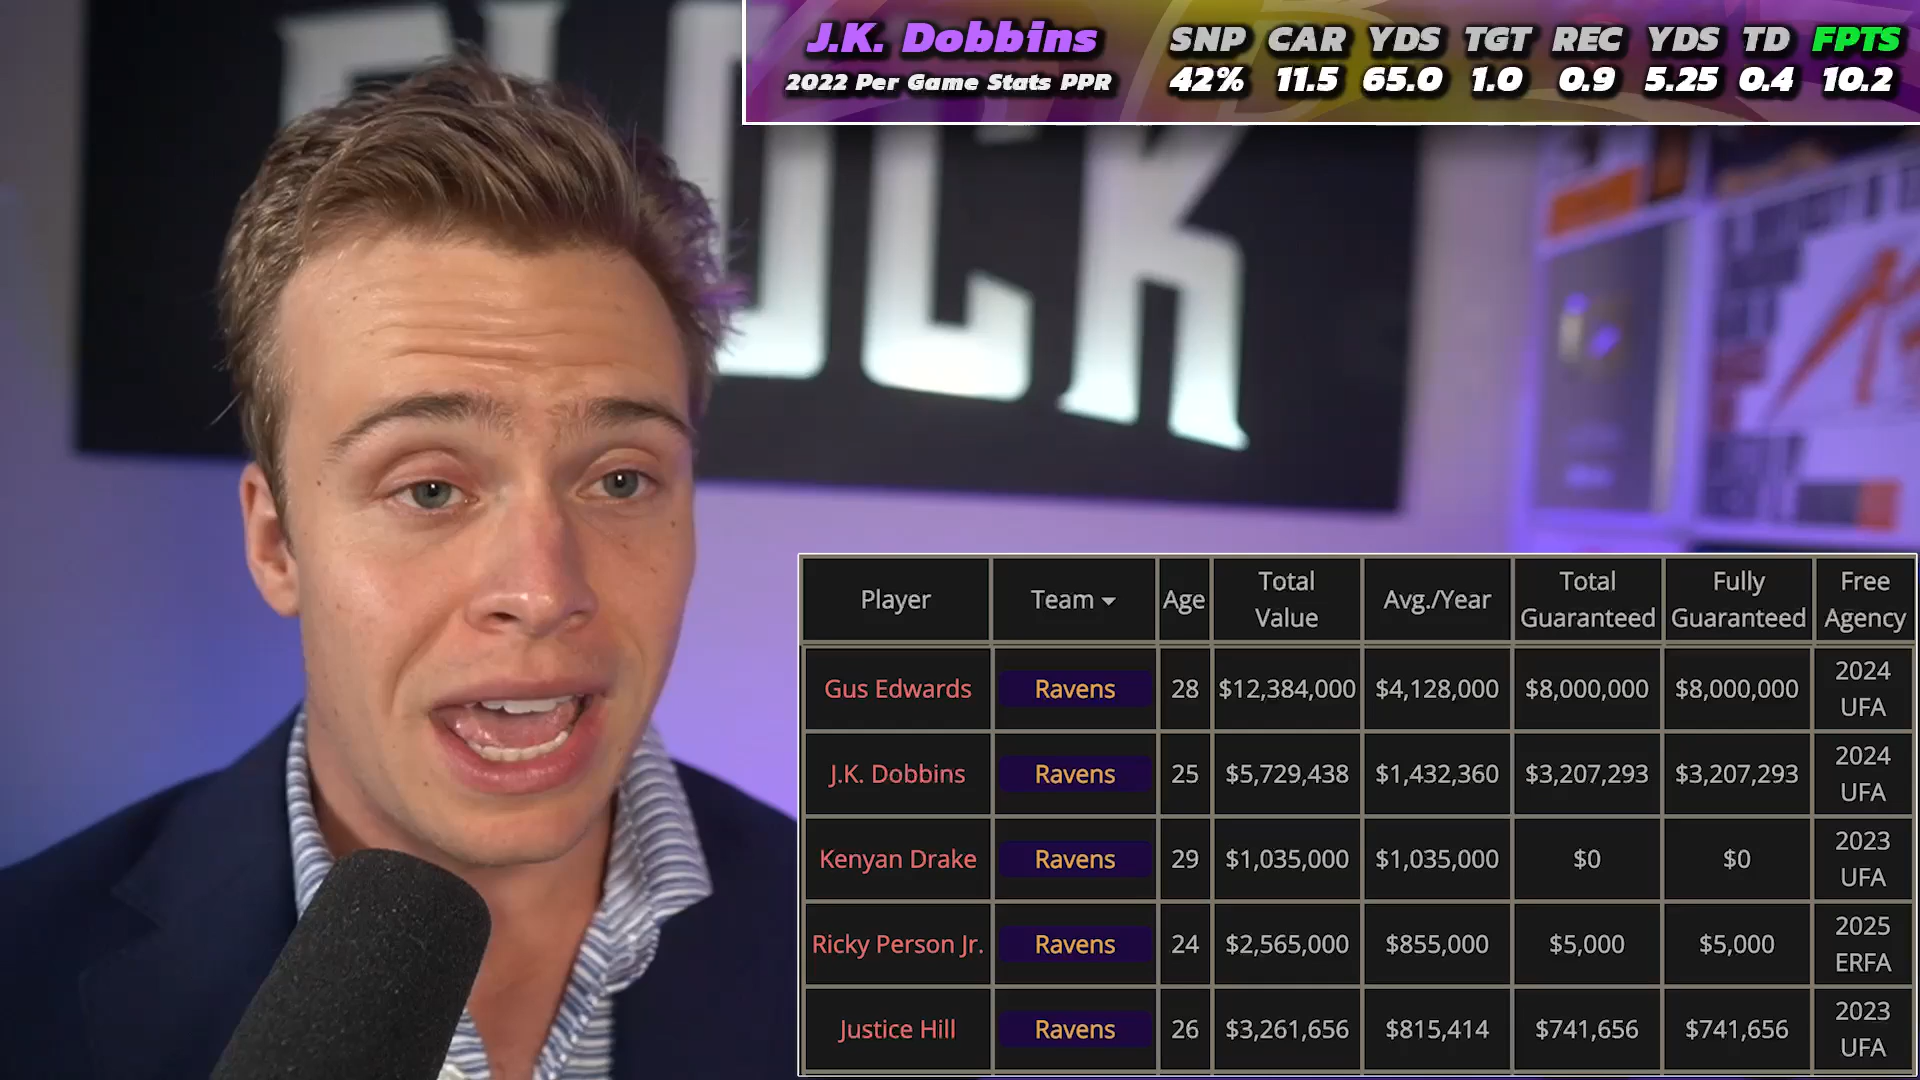 J.K. Dobbins
2022 Per Game Stats PPR
SNP CAR YDS TGT REC YDS TD FPTS
42% 11.5 65.0 1.0 0.9 5.25 0.4 10.2
Player Team Age Total Value Avg./Year Total Guaranteed Fully Guaranteed Free Agency
Gus Edwards Ravens 28 $12,384,000 $4,128,000 $8,000,000 $8,000,000 2024 UFA
J.K. Dobbins Ravens 25 $5,729,438 $1,432,360 $3,207,293 $3,207,293 2024 UFA
Kenyan Drake Ravens 29 $1,035,000 $1,035,000 $0 $0 2023 UFA
Ricky Person Jr. Ravens 24 $2,565,000 $855,000 $5,000 $5,000 2025 ERFA
Justice Hill Ravens 26 $3,261,656 $815,414 $741,656 $741,656 2023 UFA